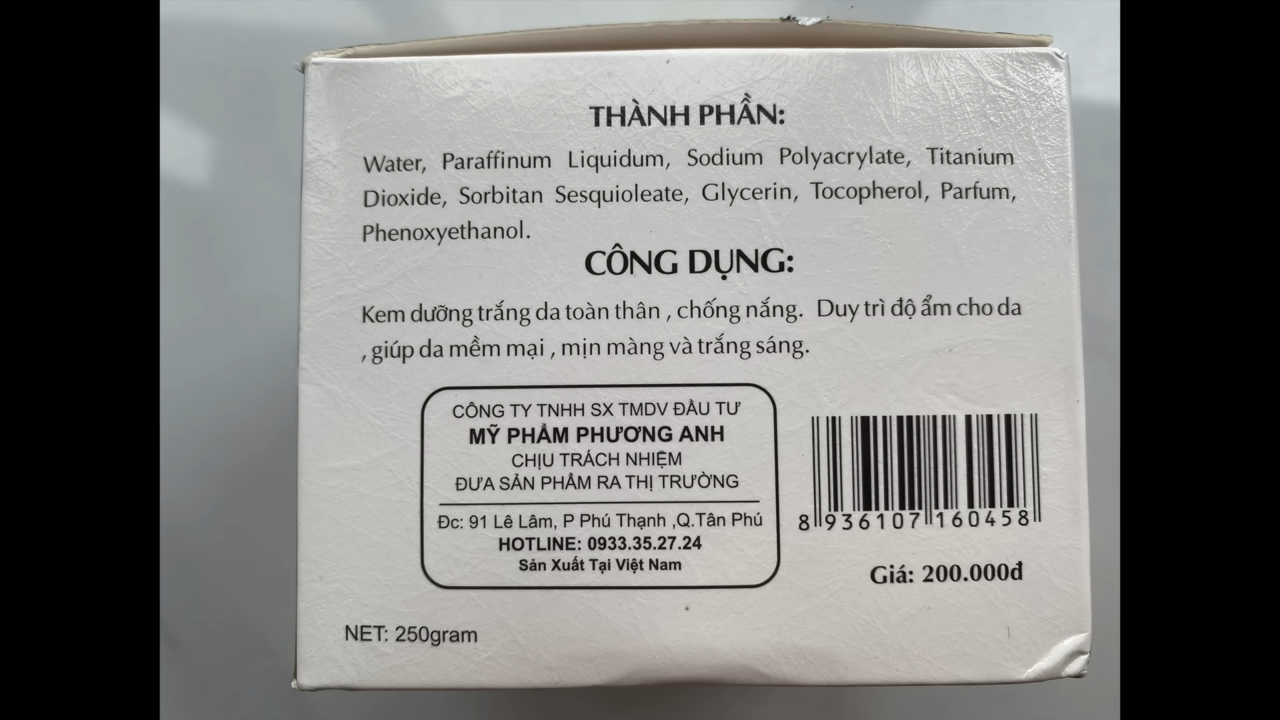 THÀNH PHẦN:
Water, Paraffinum Liquidum, Sodium Polyacrylate, Titanium
Dioxide, Sorbitan Sesquioleate, Glycerin, Tocopherol, Parfum,
Phenoxyethanol.
CÔNG DỤNG:
Kem dưỡng trắng da toàn thân , chống nắng. Duy trì độ ẩm cho da
, giúp da mềm mại , mịn màng và trắng sáng.
CÔNG TY TNHH SX TMDV ĐẦU TƯ
MỸ PHẨM PHƯƠNG ANH
CHỊU TRÁCH NHIỆM
ĐƯA SẢN PHẨM RA THỊ TRƯỜNG
Đc: 91 Lê Lâm, P Phú Thạnh ,Q.Tân Phú
HOTLINE: 0933.35.27.24
Sản Xuất Tại Việt Nam
8 936107 160458
Giá: 200.000đ
NET: 250gram